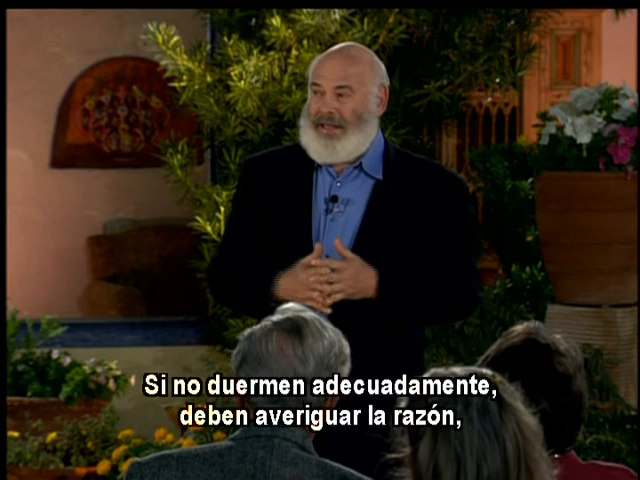 Si no duermen adecuadamente,
deben averiguar la razón,